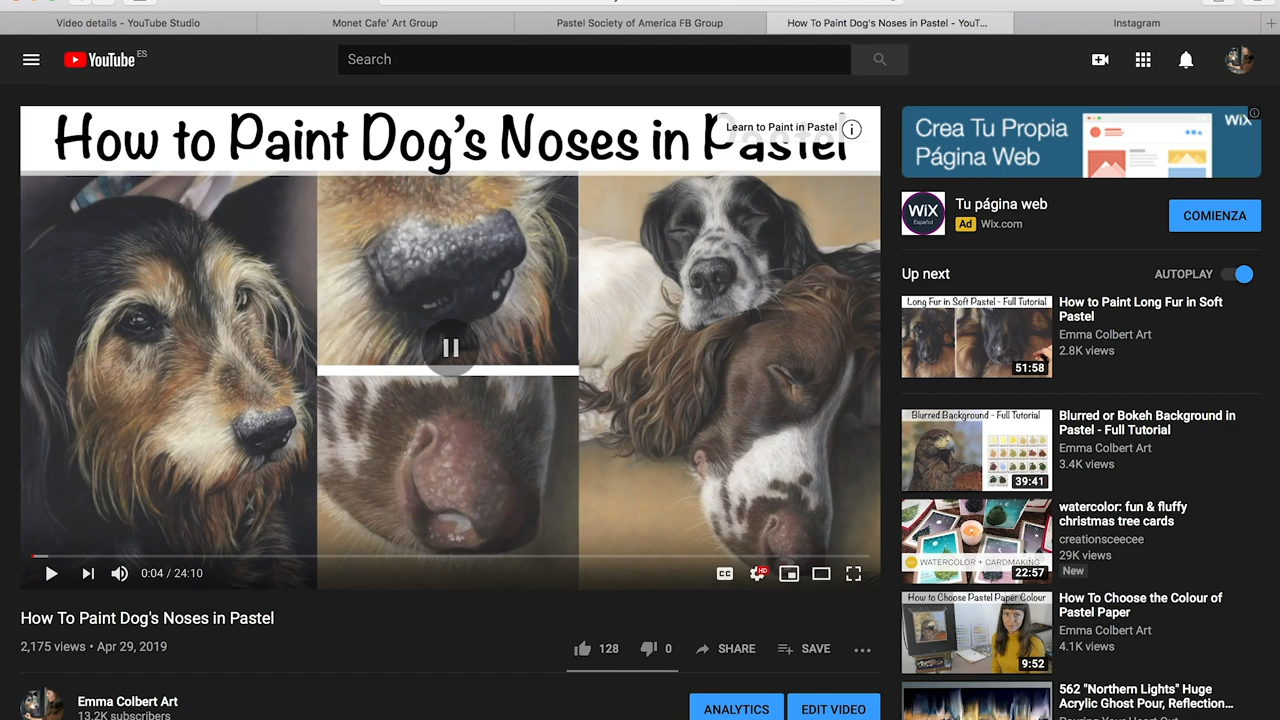 Video details - YouTube Studio
Monet Cafe' Art Group
Pastel Society of America FB Group
How To Paint Dog's Noses in Pastel - YouT...
Instagram
YouTube ES
Search
How to Paint Dog's Noses in Pastel
Learn to Paint in Pastel
0:04 / 24:10
CC
HD
How To Paint Dog's Noses in Pastel
2,175 views • Apr 29, 2019
128
0
SHARE
SAVE
Emma Colbert Art
13.2K subscribers
ANALYTICS
EDIT VIDEO
Crea Tu Propia
Página Web
WiX
WiX
Español
Tu página web
Ad Wix.com
COMIENZA
Up next
AUTOPLAY
Long Fur in Soft Pastel - Full Tutorial
51:58
How to Paint Long Fur in Soft
Pastel
Emma Colbert Art
2.8K views
Blurred Background - Full Tutorial
39:41
Blurred or Bokeh Background in
Pastel - Full Tutorial
Emma Colbert Art
3.4K views
WATERCOLOR + CARDMAKING
22:57
watercolor: fun & fluffy
christmas tree cards
creationsceecee
29K views
New
How to Choose Pastel Paper Colour
9:52
How To Choose the Colour of
Pastel Paper
Emma Colbert Art
4.1K views
562 "Northern Lights" Huge
Acrylic Ghost Pour, Reflection...